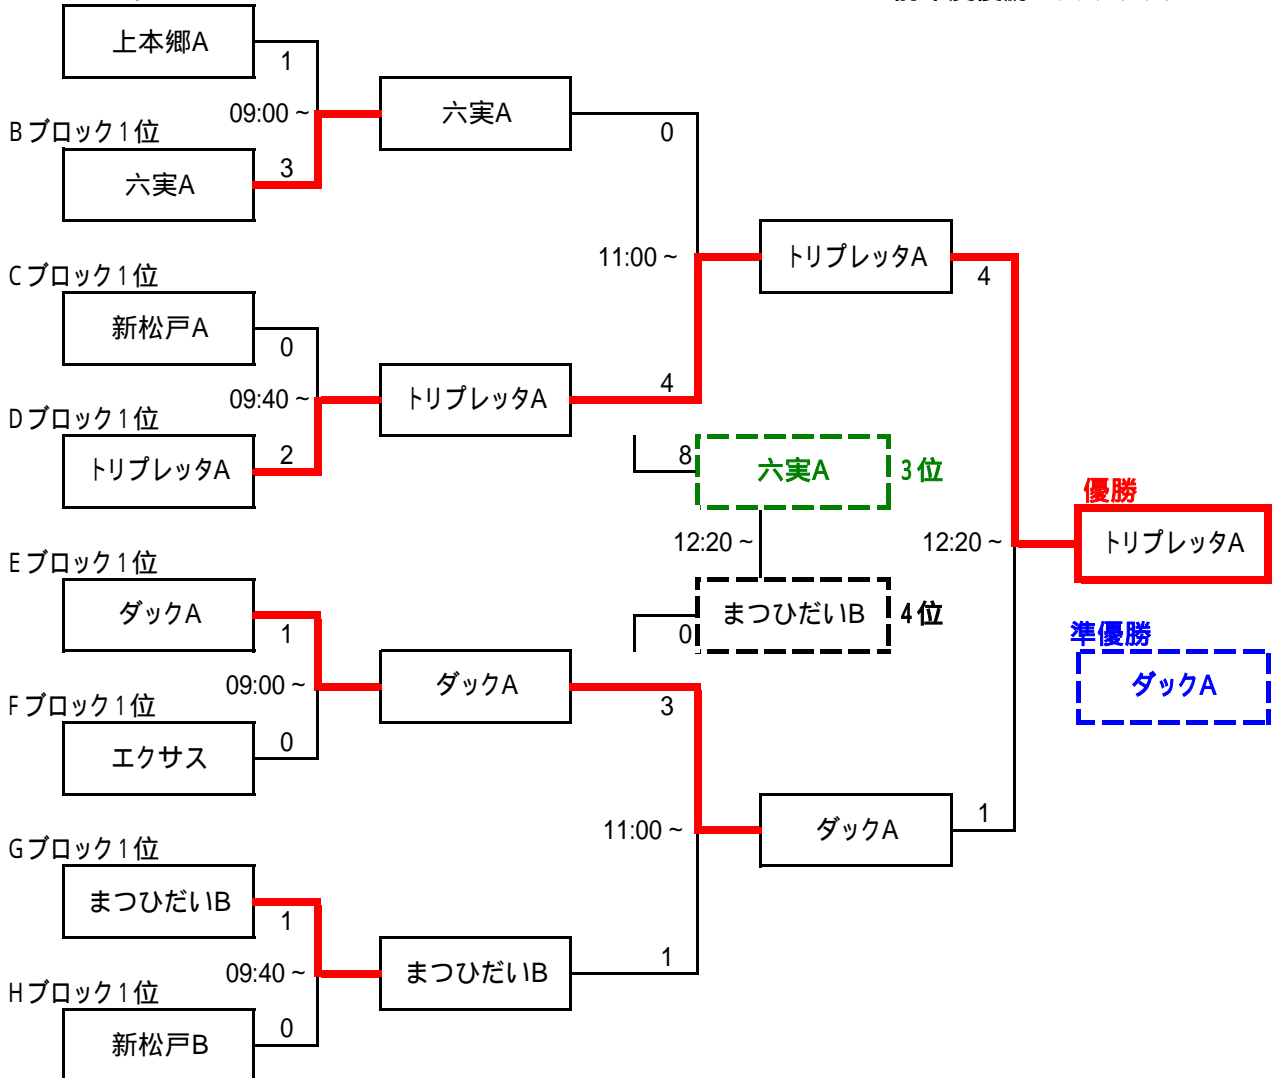 上本郷A
1
09:00 ~
六実A
0
Bブロック1位
3
六実A
11:00 ~
トリプレッタA
4
Cブロック1位
新松戸A
0
09:40 ~
トリプレッタA
4
Dブロック1位
トリプレッタA
2
8
六実A
3位
優勝
12:20 ~
12:20 ~
トリプレッタA
Eブロック1位
ダックA
1
まつひだいB
4位
0
準優勝
09:00 ~
ダックA
3
ダックA
Fブロック1位
エクサス
0
11:00 ~
ダックA
1
Gブロック1位
まつひだいB
1
09:40 ~
まつひだいB
1
Hブロック1位
新松戸B
0